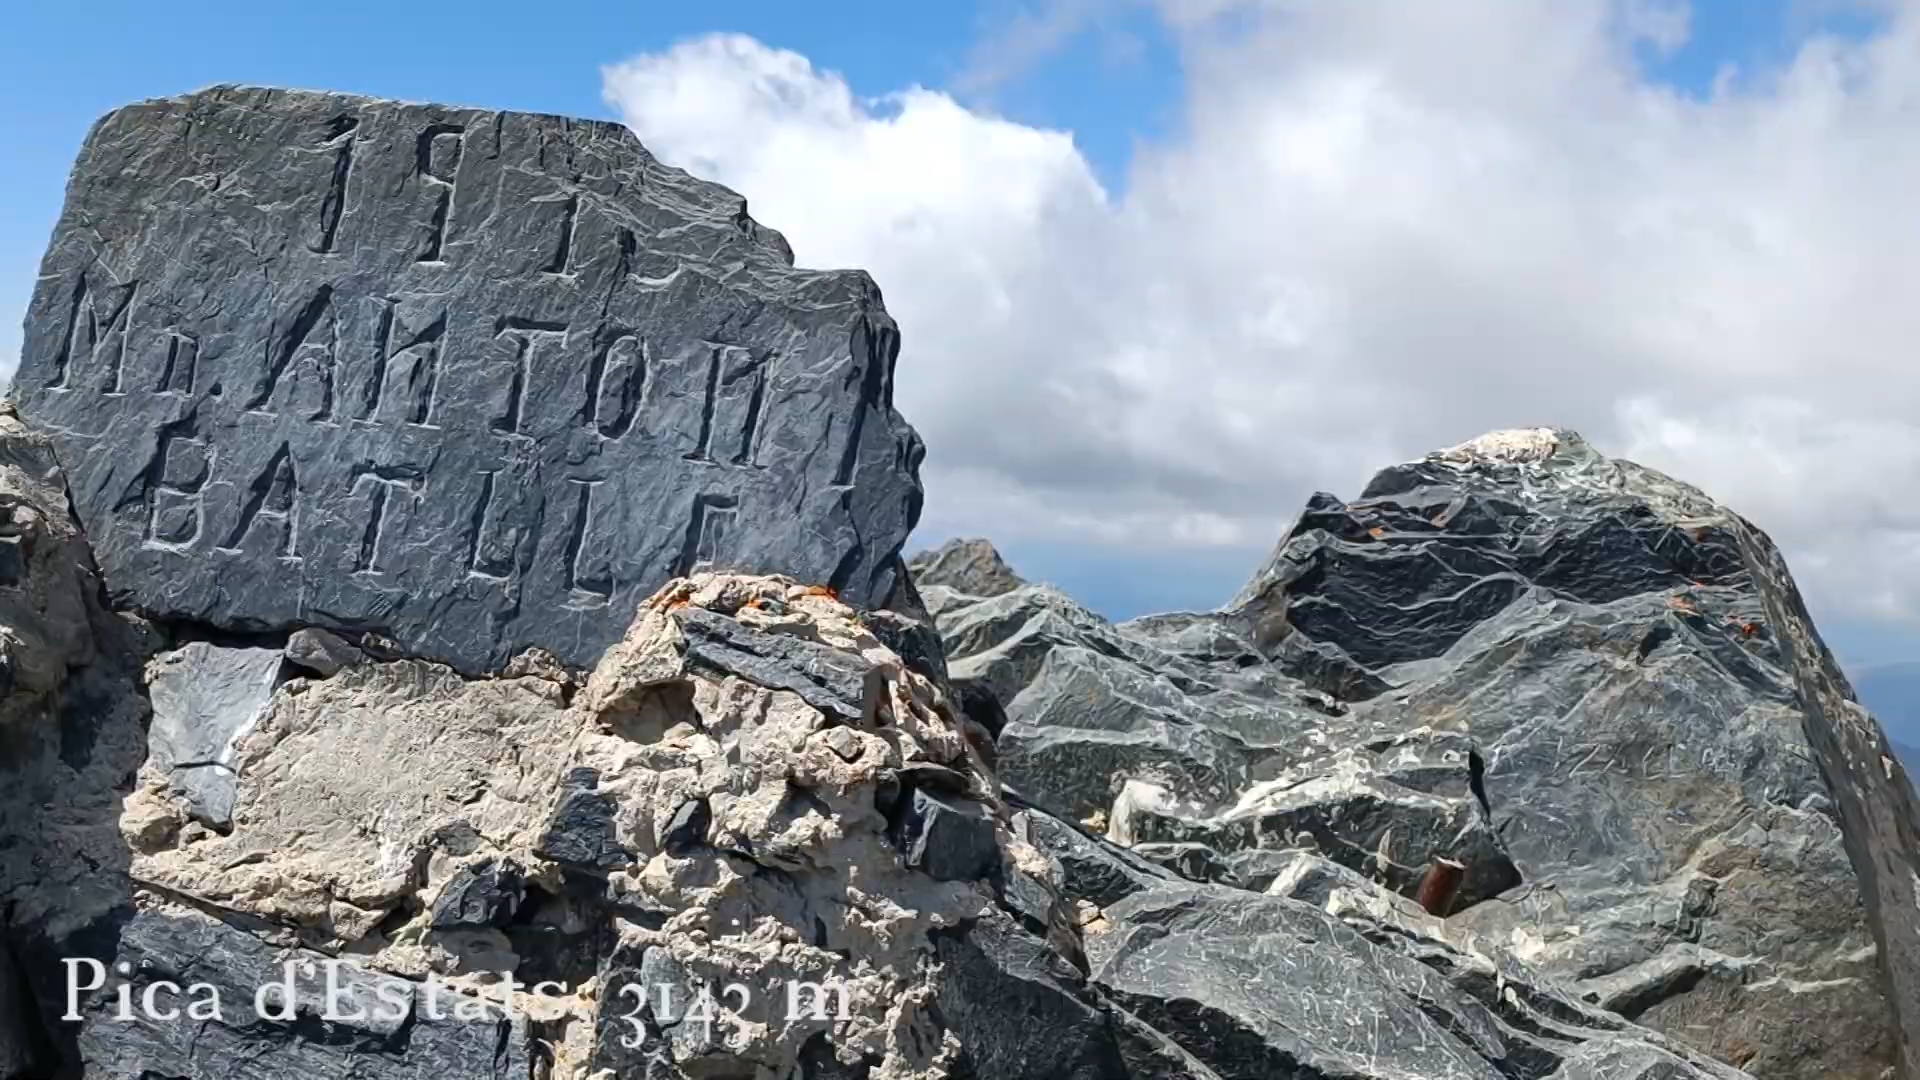 Mn. ANTONI
BATLLE
Pica d'Estats, 3143 m